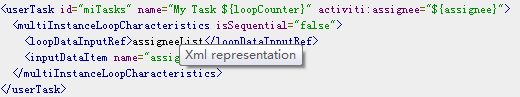 <userTask id="miTasks" name="My Task ${loopCounter}" activiti:assignee="${assignee}">
<multiInstanceLoopCharacteristics isSequential="false">
<loopDataInputRef>assigneeList</loopDataInputRef>
<inputDataItem name="assi
Xml representation
</multiInstanceLoopCharacteristics>
</userTask>